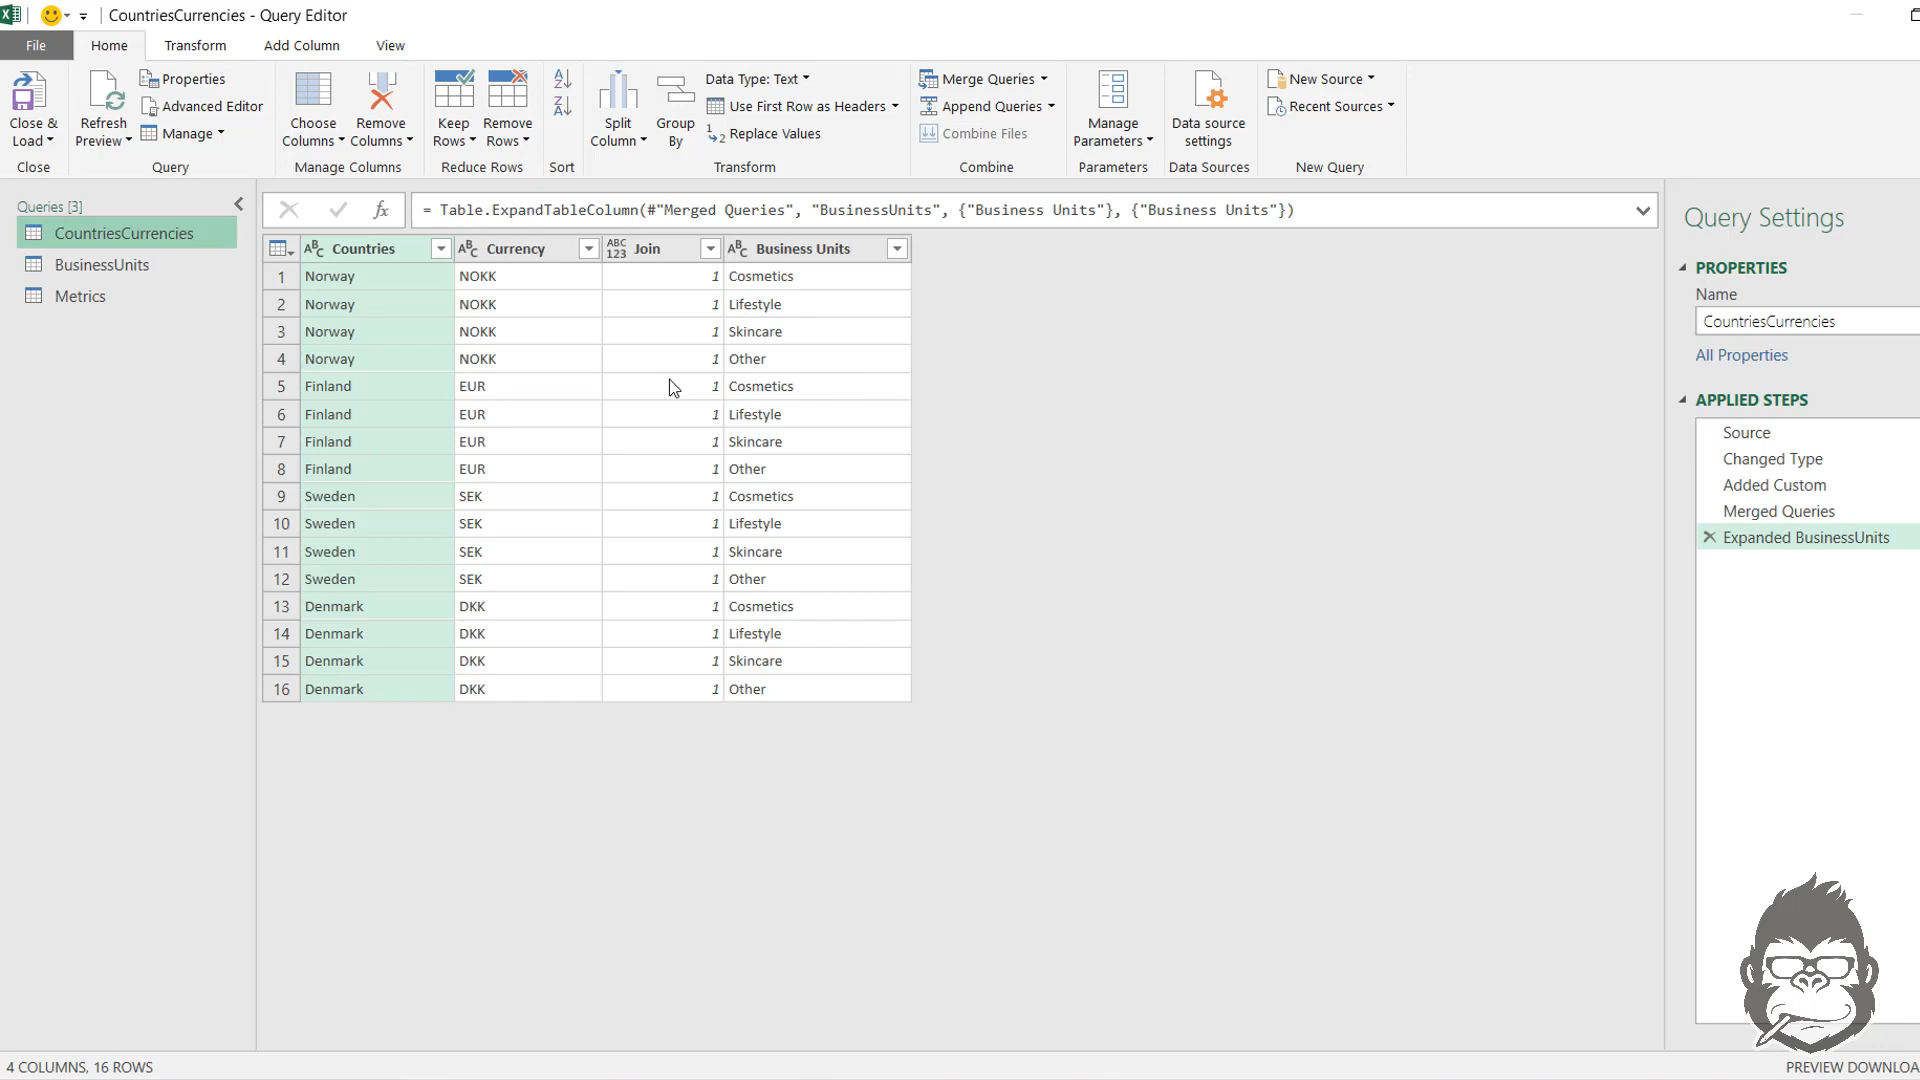 CountriesCurrencies - Query Editor
File Home Transform Add Column View
Close & Load
Close
Refresh Preview
Properties
Advanced Editor
Manage
Query
Choose Columns
Remove Columns
Manage Columns
Keep Rows
Remove Rows
Reduce Rows
Sort
Split Column
Group By
Data Type: Text
Use First Row as Headers
Replace Values
Transform
Merge Queries
Append Queries
Combine Files
Combine
Manage Parameters
Parameters
Data source settings
Data Sources
New Source
Recent Sources
New Query
Queries [3]
CountriesCurrencies
BusinessUnits
Metrics
fx
= Table.ExpandTableColumn(#"Merged Queries", "BusinessUnits", {"Business Units"}, {"Business Units"})
ABC Countries ABC Currency ABC 123 Join ABC Business Units
1 Norway NOKK 1 Cosmetics
2 Norway NOKK 1 Lifestyle
3 Norway NOKK 1 Skincare
4 Norway NOKK 1 Other
5 Finland EUR 1 Cosmetics
6 Finland EUR 1 Lifestyle
7 Finland EUR 1 Skincare
8 Finland EUR 1 Other
9 Sweden SEK 1 Cosmetics
10 Sweden SEK 1 Lifestyle
11 Sweden SEK 1 Skincare
12 Sweden SEK 1 Other
13 Denmark DKK 1 Cosmetics
14 Denmark DKK 1 Lifestyle
15 Denmark DKK 1 Skincare
16 Denmark DKK 1 Other
Query Settings
PROPERTIES
Name
CountriesCurrencies
All Properties
APPLIED STEPS
Source
Changed Type
Added Custom
Merged Queries
Expanded BusinessUnits
4 COLUMNS, 16 ROWS
PREVIEW DOWNLOA